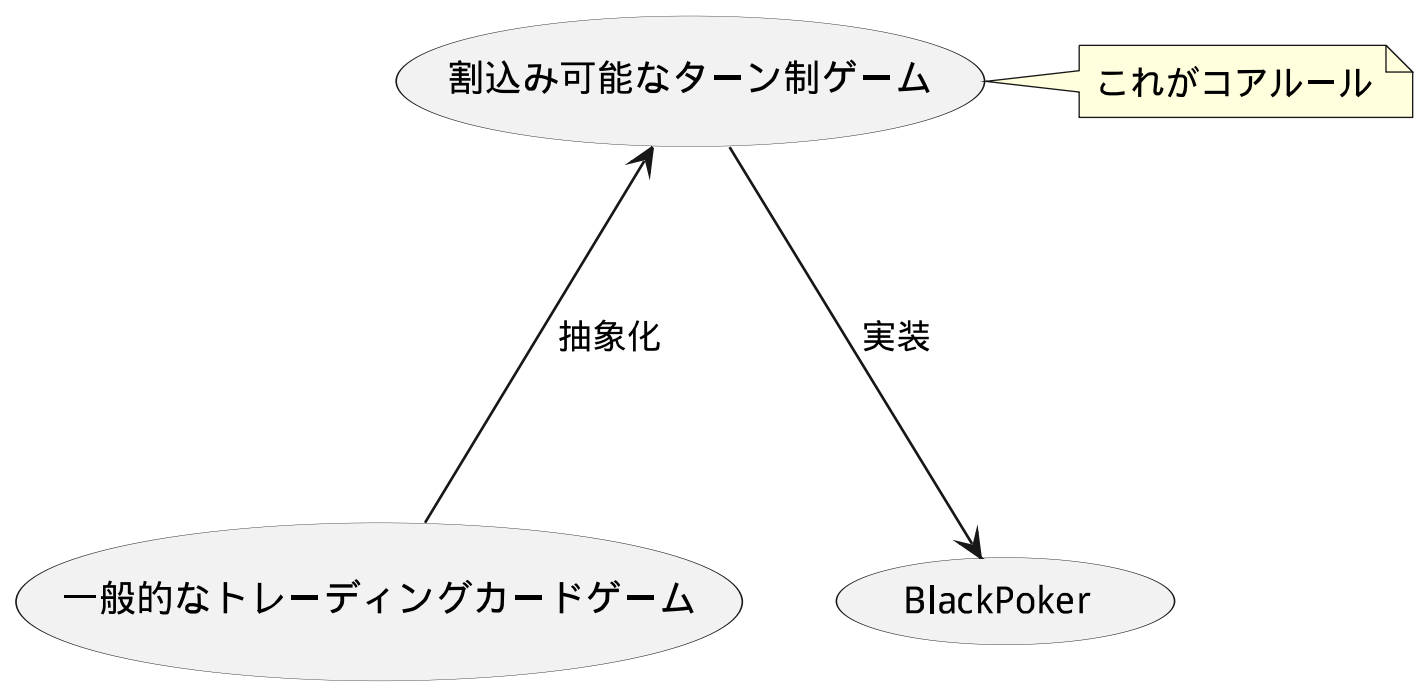 割込み可能なターン制ゲーム
これがコアルール
抽象化
実装
一般的なトレーディングカードゲーム
BlackPoker